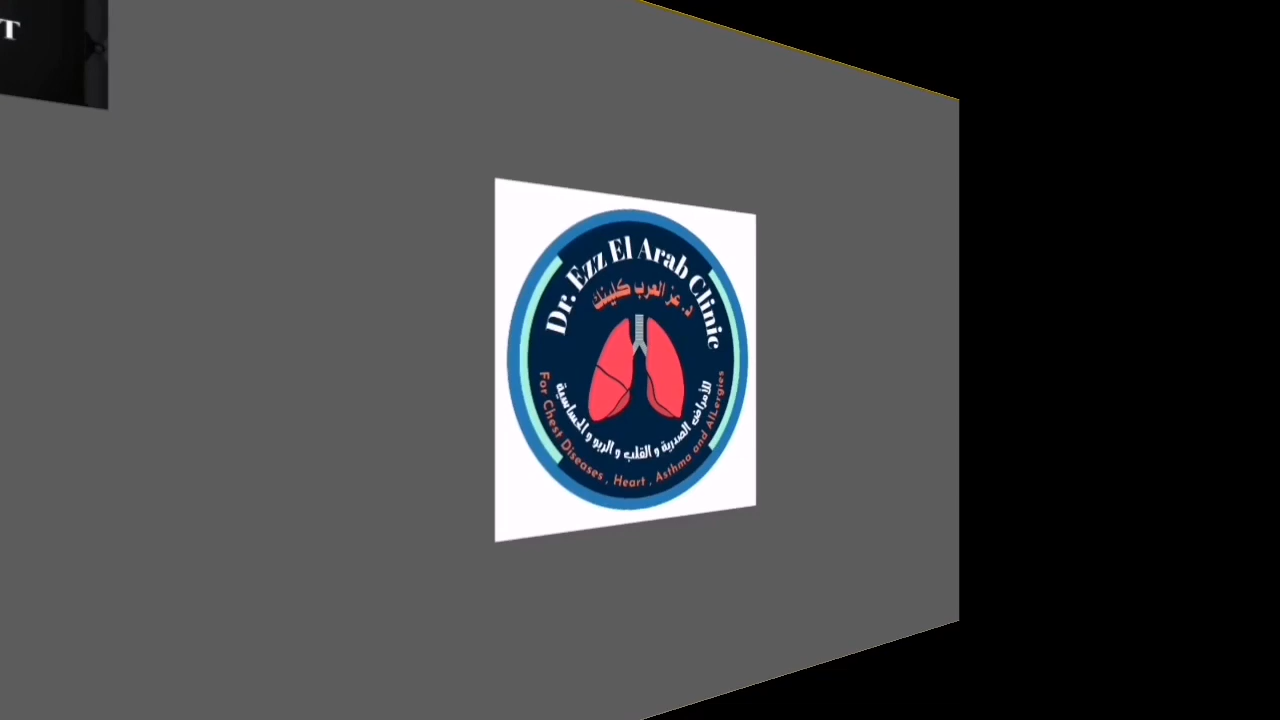 T
Dr. Ezz El Arab Clinic
د. عز العرب كلينك
للأمراض الصدرية و القلب و الربو و الحساسية
For Chest Diseases , Heart , Asthma and AlLergies